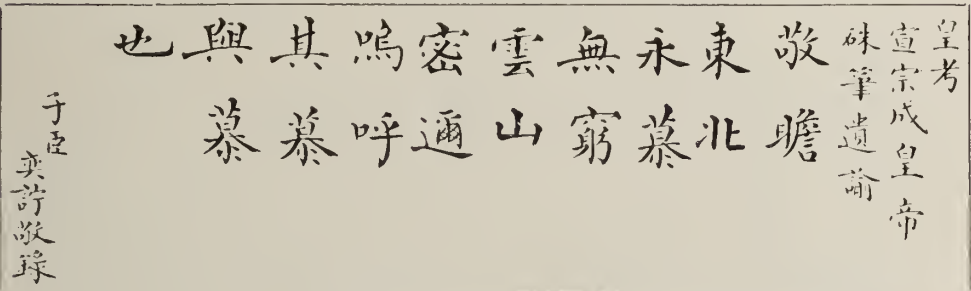 皇考
宣宗成皇帝
硃筆遺諭
敬瞻
東北
永慕
無窮
雲山
密邇
嗚呼
其慕
與慕
也
子臣
奕訢敬錄